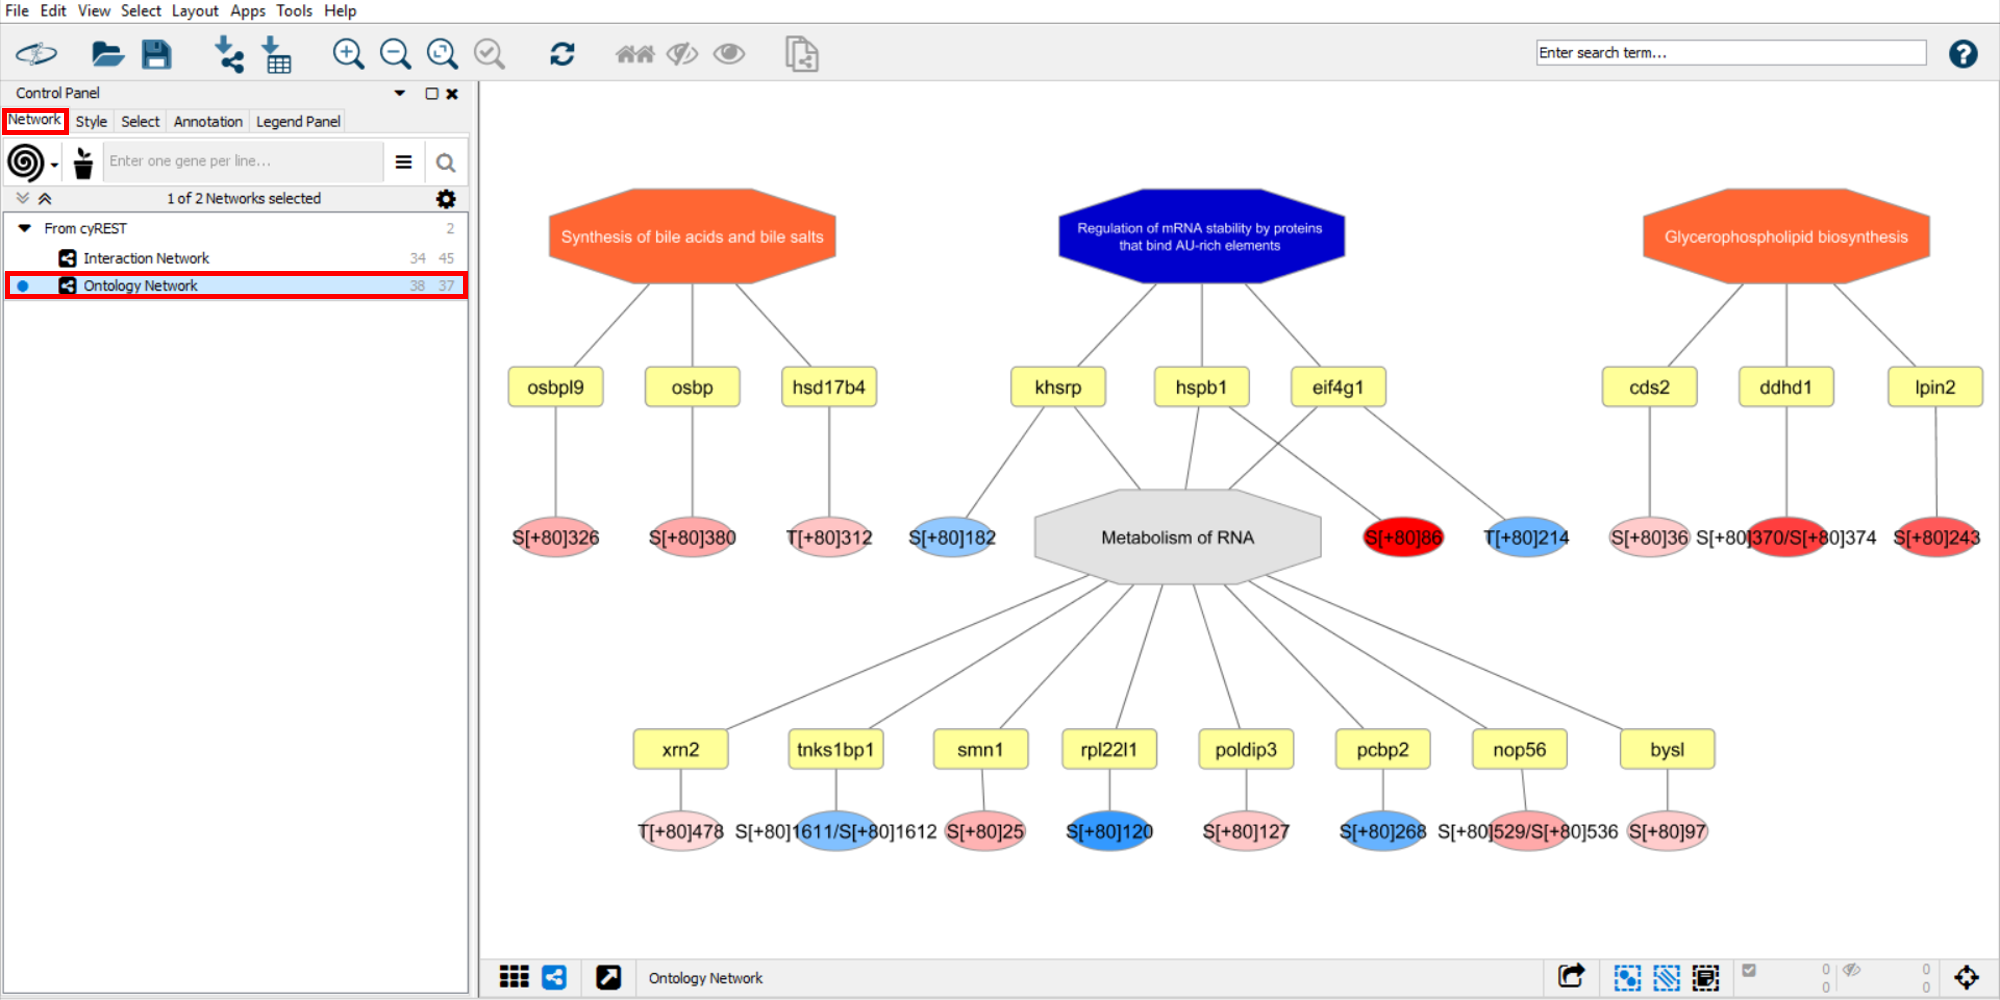 File Edit View Select Layout Apps Tools Help
Enter search term...
Control Panel
Network Style Select Annotation Legend Panel
Enter one gene per line...
1 of 2 Networks selected
From cyREST 2
Interaction Network 34 45
Ontology Network 38 37
Synthesis of bile acids and bile salts
Regulation of mRNA stability by proteins
that bind AU-rich elements
Glycerophospholipid biosynthesis
osbpl9 osbp hsd17b4 khsrp hspb1 eif4g1 cds2 ddhd1 lpin2
S[+80]326 S[+80]380 T[+80]312 S[+80]182 Metabolism of RNA S[+80]86 T[+80]214 S[+80]36 S[+80]370/S[+80]374 S[+80]243
xrn2 tnks1bp1 smn1 rpl22l1 poldip3 pcbp2 nop56 bysl
T[+80]478 S[+80]1611/S[+80]1612 S[+80]25 S[+80]120 S[+80]127 S[+80]268 S[+80]529/S[+80]536 S[+80]97
Ontology Network
0 0
0 0